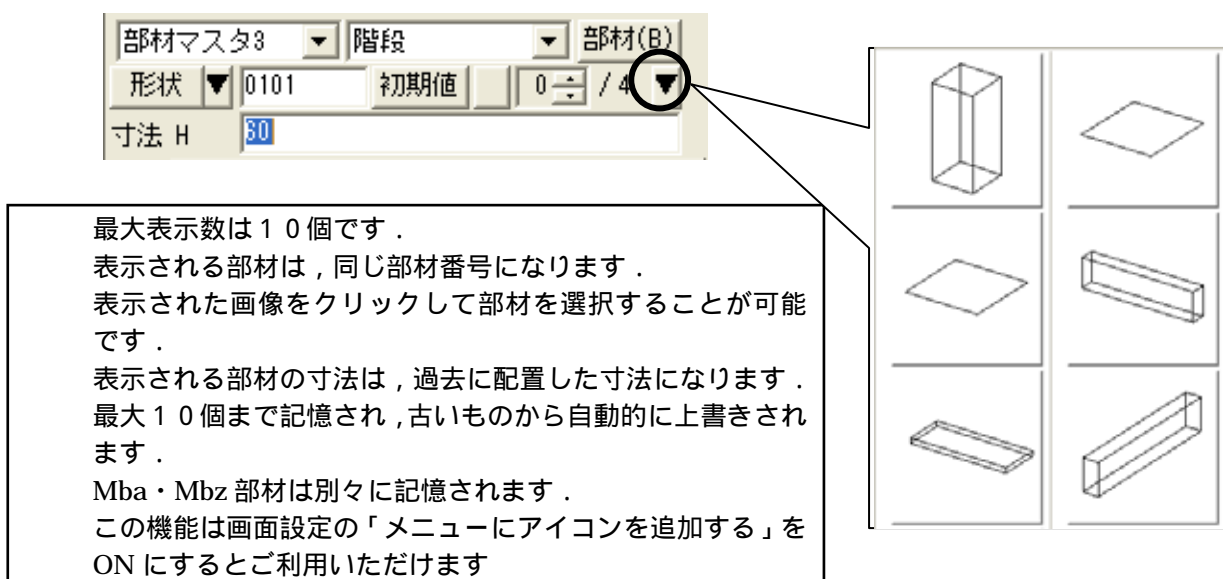 部材マスタ3 ▼ 階段 ▼ 部材(B)
形状 ▼ 0101 初期値 0 / 4 ▼
寸法 H 60
最大表示数は１０個です．
表示される部材は，同じ部材番号になります．
表示された画像をクリックして部材を選択することが可能
です．
表示される部材の寸法は，過去に配置した寸法になります．
最大１０個まで記憶され，古いものから自動的に上書きされ
ます．
Mba・Mbz 部材は別々に記憶されます．
この機能は画面設定の「メニューにアイコンを追加する」を
ON にするとご利用いただけます